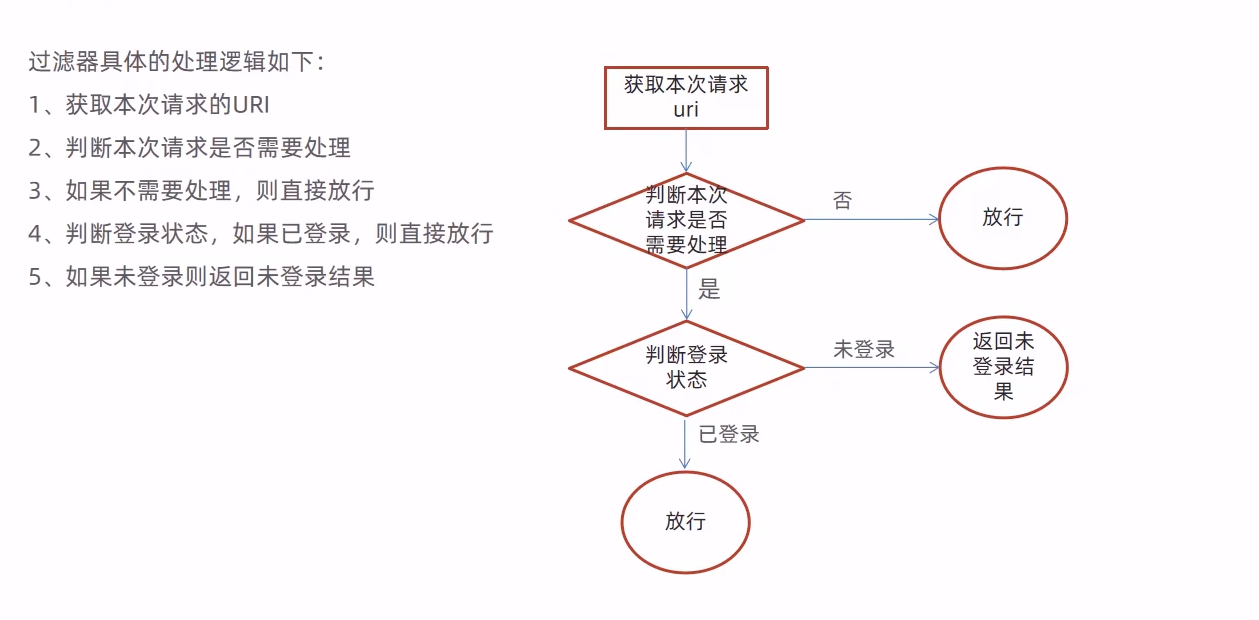 过滤器具体的处理逻辑如下：
1、获取本次请求的URI
2、判断本次请求是否需要处理
3、如果不需要处理，则直接放行
4、判断登录状态，如果已登录，则直接放行
5、如果未登录则返回未登录结果
获取本次请求
uri
判断本次
请求是否
需要处理
否
放行
是
判断登录
状态
未登录
返回未
登录结
果
已登录
放行